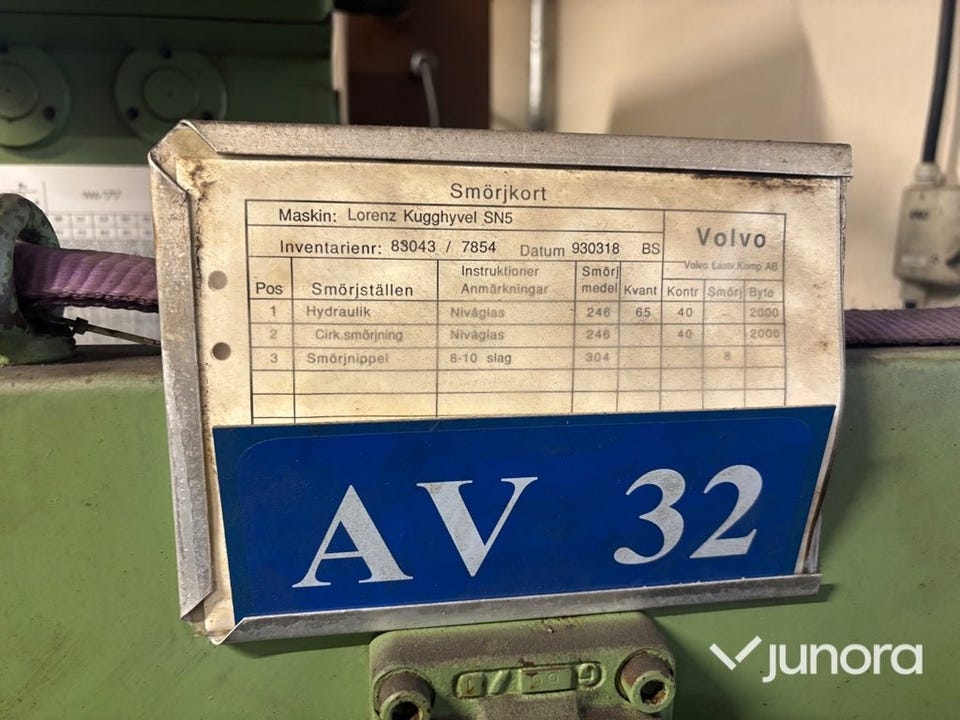 Smörjkort
Maskin: Lorenz Kugghyvel SN5
Volvo
Inventarienr: 83043 / 7854 Datum 930318 BS
Volvo Lastv.Komp AB
Pos Smörjställen Instruktioner Anmärkningar Smörj medel Kvant Kontr Smörj Byte
1 Hydraulik Nivåglas 246 65 40 2000
2 Cirk.smörjning Nivåglas 246 40 2000
3 Smörjnippel 8-10 slag 304 8
AV 32
junora